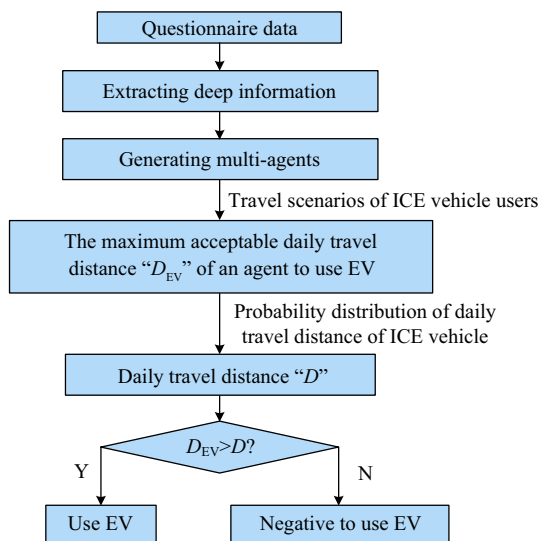 Questionnaire data
Extracting deep information
Generating multi-agents
Travel scenarios of ICE vehicle users
The maximum acceptable daily travel
distance “D_EV” of an agent to use EV
Probability distribution of daily
travel distance of ICE vehicle
Daily travel distance “D”
D_EV>D?
Y
N
Use EV
Negative to use EV